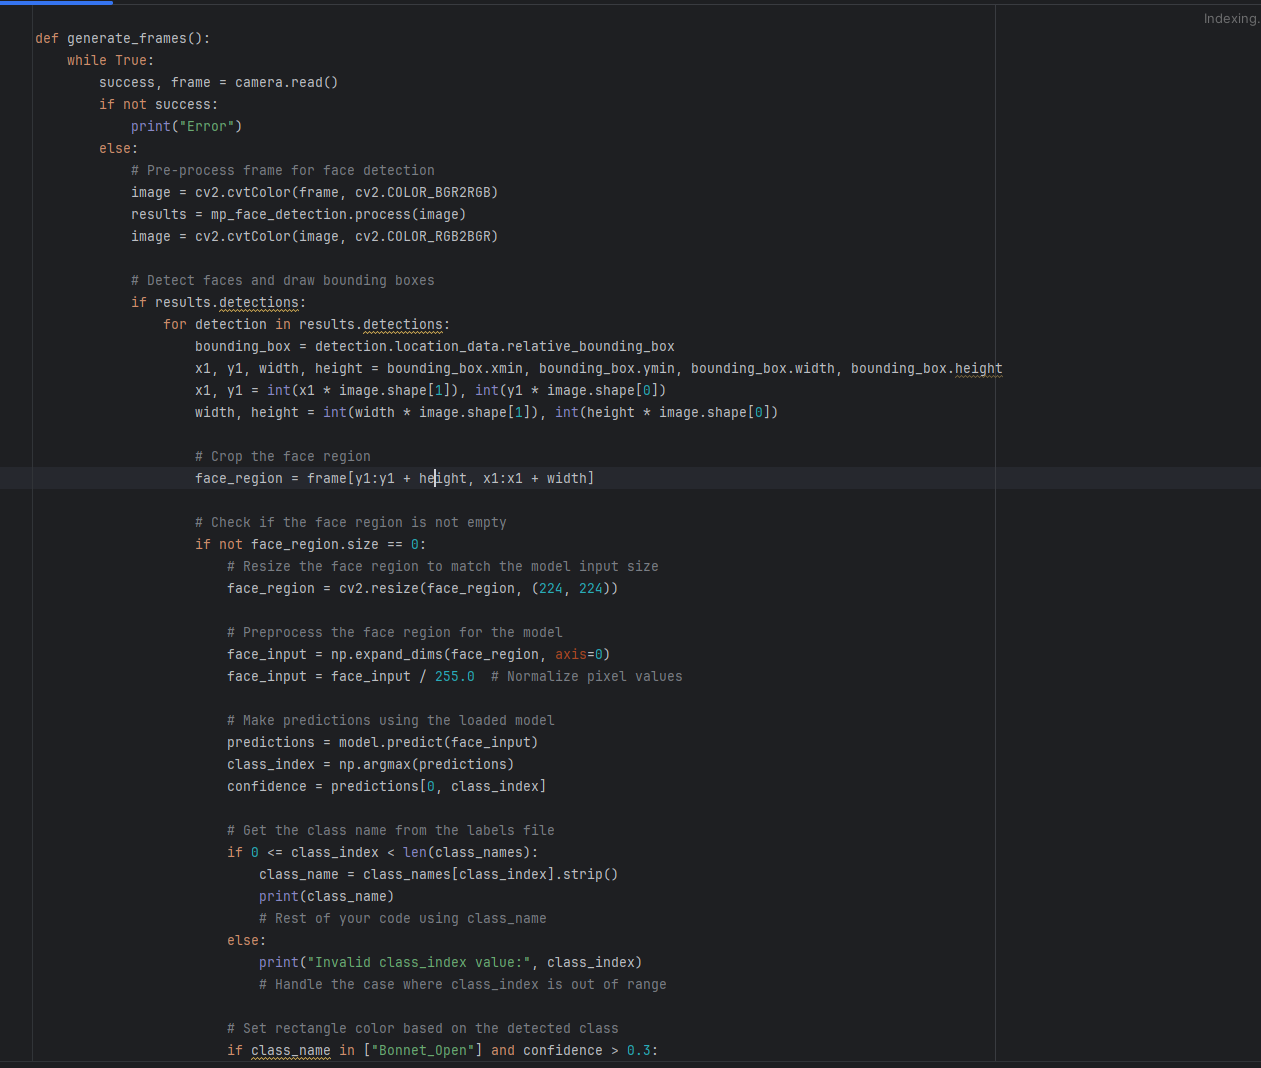 Indexing.
def generate_frames():
    while True:
        success, frame = camera.read()
        if not success:
            print("Error")
        else:
            # Pre-process frame for face detection
            image = cv2.cvtColor(frame, cv2.COLOR_BGR2RGB)
            results = mp_face_detection.process(image)
            image = cv2.cvtColor(image, cv2.COLOR_RGB2BGR)

            # Detect faces and draw bounding boxes
            if results.detections:
                for detection in results.detections:
                    bounding_box = detection.location_data.relative_bounding_box
                    x1, y1, width, height = bounding_box.xmin, bounding_box.ymin, bounding_box.width, bounding_box.height
                    x1, y1 = int(x1 * image.shape[1]), int(y1 * image.shape[0])
                    width, height = int(width * image.shape[1]), int(height * image.shape[0])

                    # Crop the face region
                    face_region = frame[y1:y1 + height, x1:x1 + width]

                    # Check if the face region is not empty
                    if not face_region.size == 0:
                        # Resize the face region to match the model input size
                        face_region = cv2.resize(face_region, (224, 224))

                        # Preprocess the face region for the model
                        face_input = np.expand_dims(face_region, axis=0)
                        face_input = face_input / 255.0  # Normalize pixel values

                        # Make predictions using the loaded model
                        predictions = model.predict(face_input)
                        class_index = np.argmax(predictions)
                        confidence = predictions[0, class_index]

                        # Get the class name from the labels file
                        if 0 <= class_index < len(class_names):
                            class_name = class_names[class_index].strip()
                            print(class_name)
                            # Rest of your code using class_name
                        else:
                            print("Invalid class_index value:", class_index)
                            # Handle the case where class_index is out of range

                        # Set rectangle color based on the detected class
                        if class_name in ["Bonnet_Open"] and confidence > 0.3: